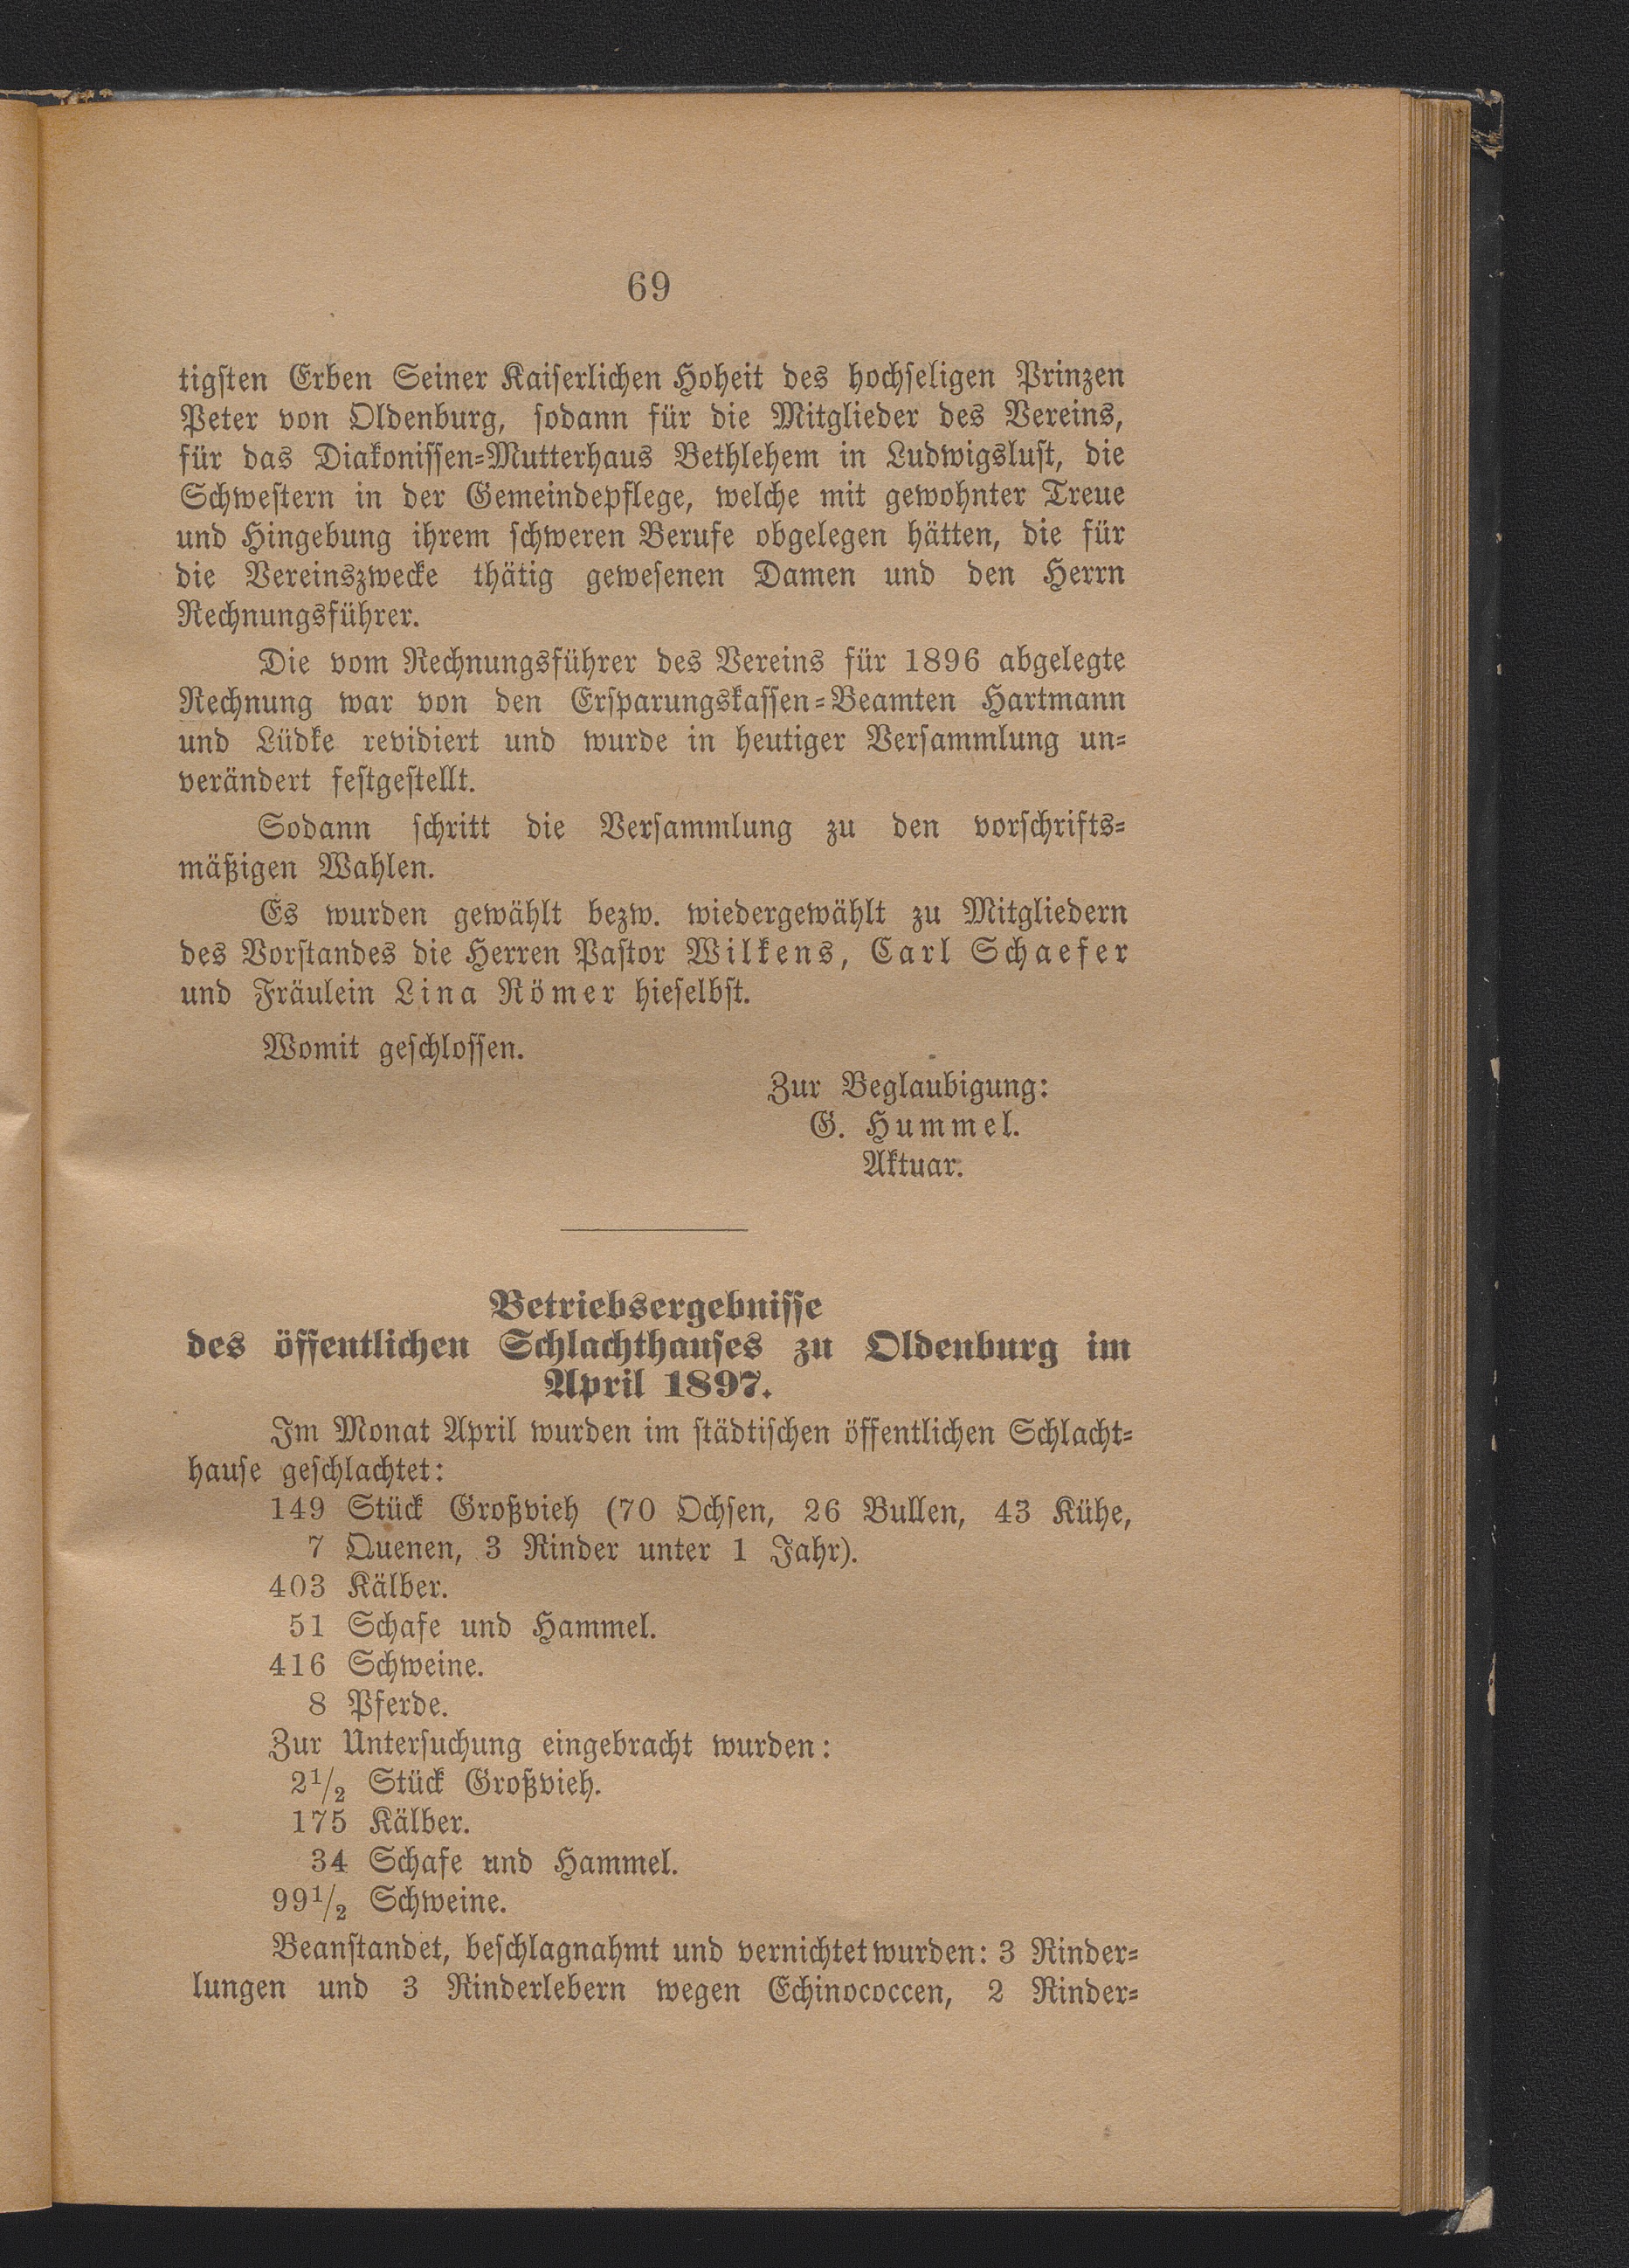 69
tigsten Erben Seiner Kaiserlichen Hoheit des hochseligen Prinzen
Peter von Oldenburg, sodann für die Mitglieder des Vereins,
für das Diakonissen-Mutterhaus Bethlehem in Ludwigslust, die
Schwestern in der Gemeindepflege, welche mit gewohnter Treue
und Hingebung ihrem schweren Berufe obgelegen hätten, die für
die Vereinszwecke thätig gewesenen Damen und den Herrn
Rechnungsführer.
Die vom Rechnungsführer des Vereins für 1896 abgelegte
Rechnung war von den Ersparungskassen-Beamten Hartmann
und Lüdke revidiert und wurde in heutiger Versammlung un-
verändert festgestellt.
Sodann schritt die Versammlung zu den vorschrifts-
mäßigen Wahlen.
Es wurden gewählt bezw. wiedergewählt zu Mitgliedern
des Vorstandes die Herren Pastor Wilkens, Carl Schaefer
und Fräulein Lina Römer hieselbst.
Womit geschlossen.
Zur Beglaubigung:
G. Hummel.
Aktuar.
Betriebsergebnisse
des öffentlichen Schlachthauses zu Oldenburg im
April 1897.
Im Monat April wurden im städtischen öffentlichen Schlacht-
hause geschlachtet:
149 Stück Großvieh (70 Ochsen, 26 Bullen, 43 Kühe,
7 Quenen, 3 Rinder unter 1 Jahr).
403 Kälber.
51 Schafe und Hammel.
416 Schweine.
8 Pferde.
Zur Untersuchung eingebracht wurden:
2 1/2 Stück Großvieh.
175 Kälber.
34 Schafe und Hammel.
99 1/2 Schweine.
Beanstandet, beschlagnahmt und vernichtet wurden: 3 Rinder-
lungen und 3 Rinderlebern wegen Echinococcen, 2 Rinder-